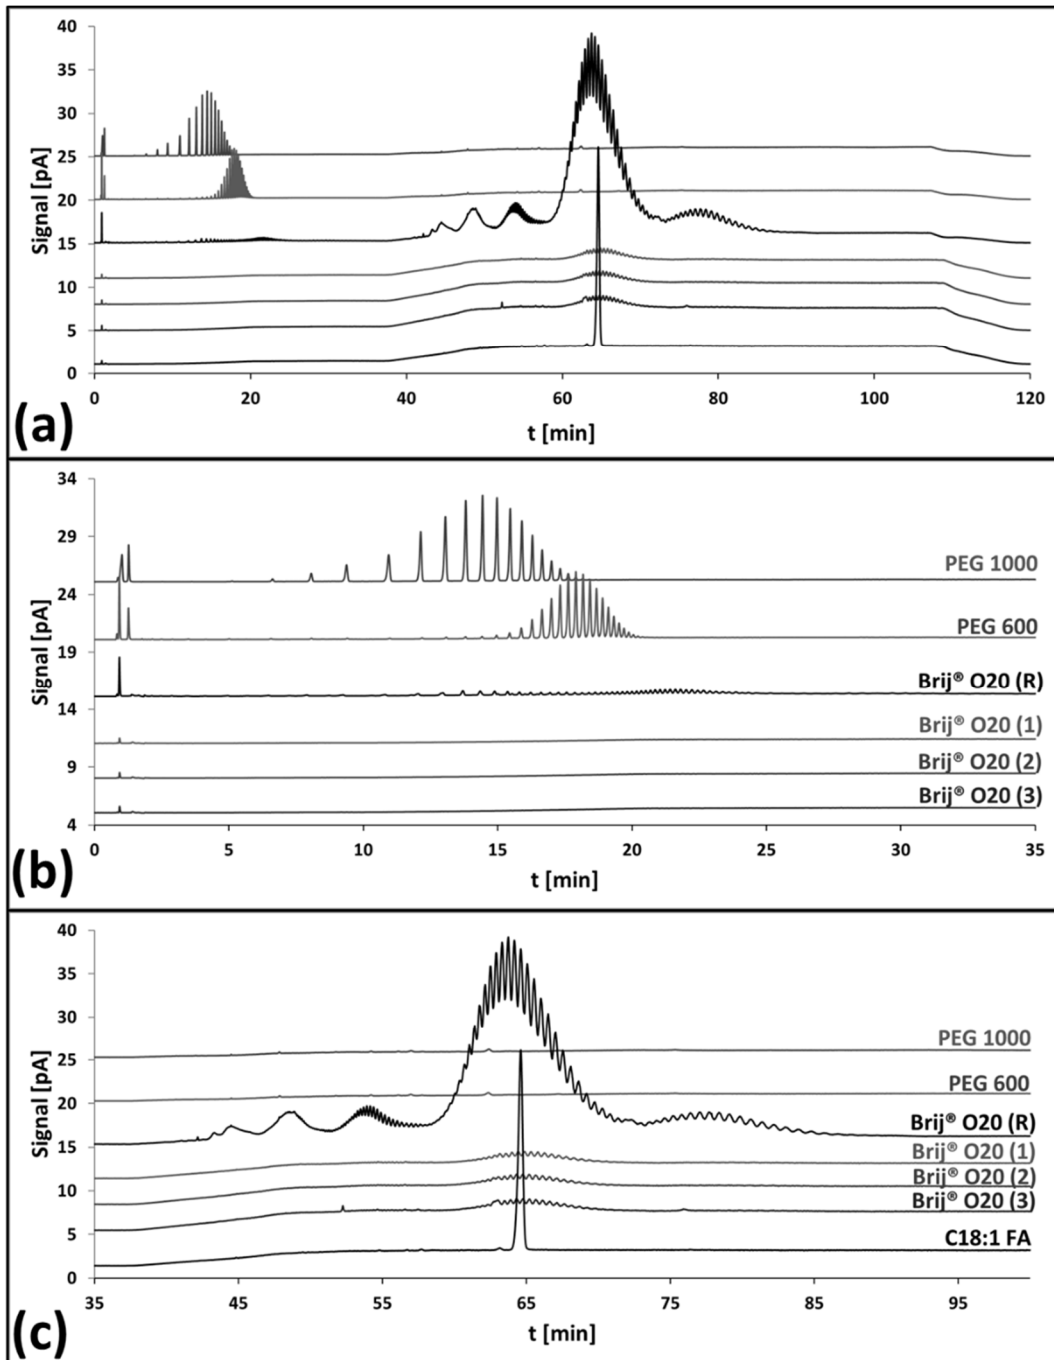 40
35
30
25
20
15
10
5
0
Signal [pA]
0 20 40 60 80 100 120
t [min]
(a)
34
29
24
19
14
9
4
Signal [pA]
PEG 1000
PEG 600
Brij® O20 (R)
Brij® O20 (1)
Brij® O20 (2)
Brij® O20 (3)
0 5 10 15 20 25 30 35
t [min]
(b)
40
35
30
25
20
15
10
5
0
Signal [pA]
PEG 1000
PEG 600
Brij® O20 (R)
Brij® O20 (1)
Brij® O20 (2)
Brij® O20 (3)
C18:1 FA
35 45 55 65 75 85 95
t [min]
(c)